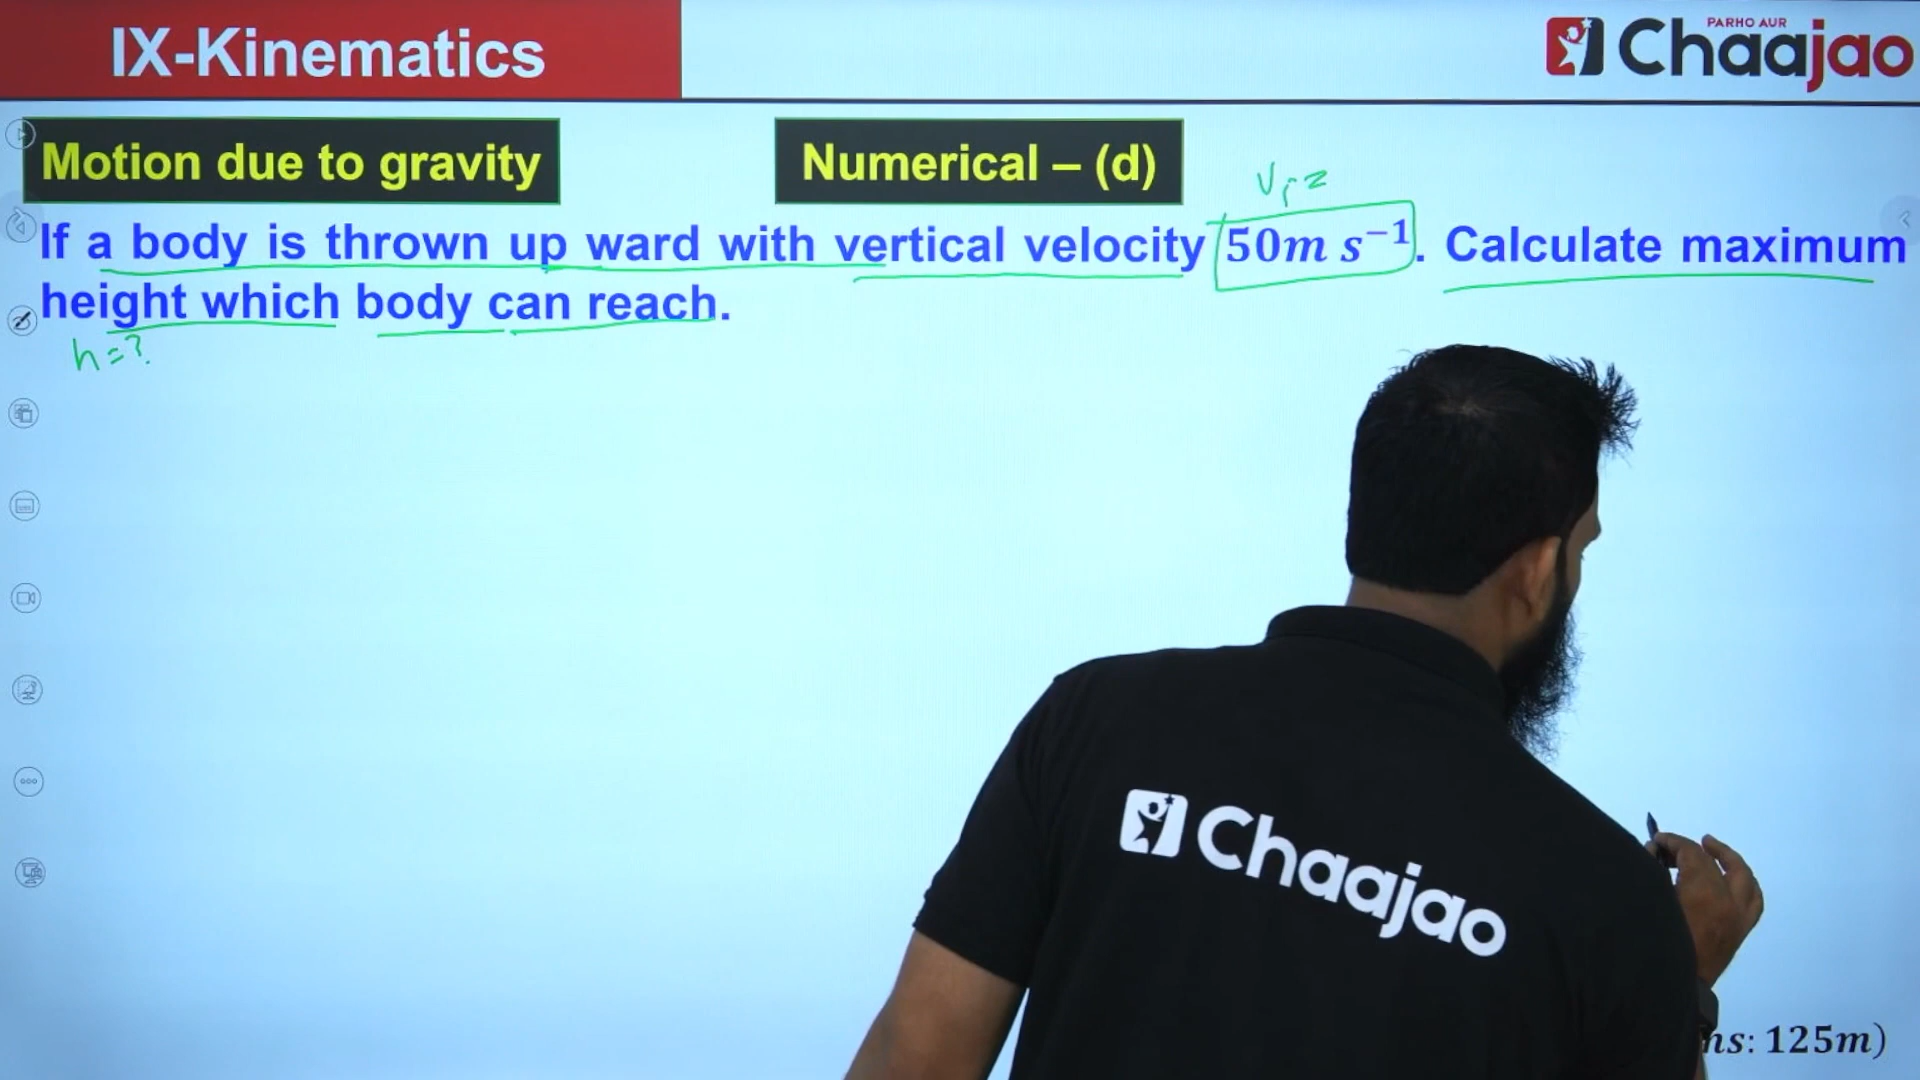 IX-Kinematics
PARHO AUR
Chaajao
Motion due to gravity
Numerical – (d)
Vi=
If a body is thrown up ward with vertical velocity 50m s⁻¹. Calculate maximum
height which body can reach.
h=?
Chaajao
ns: 125m)